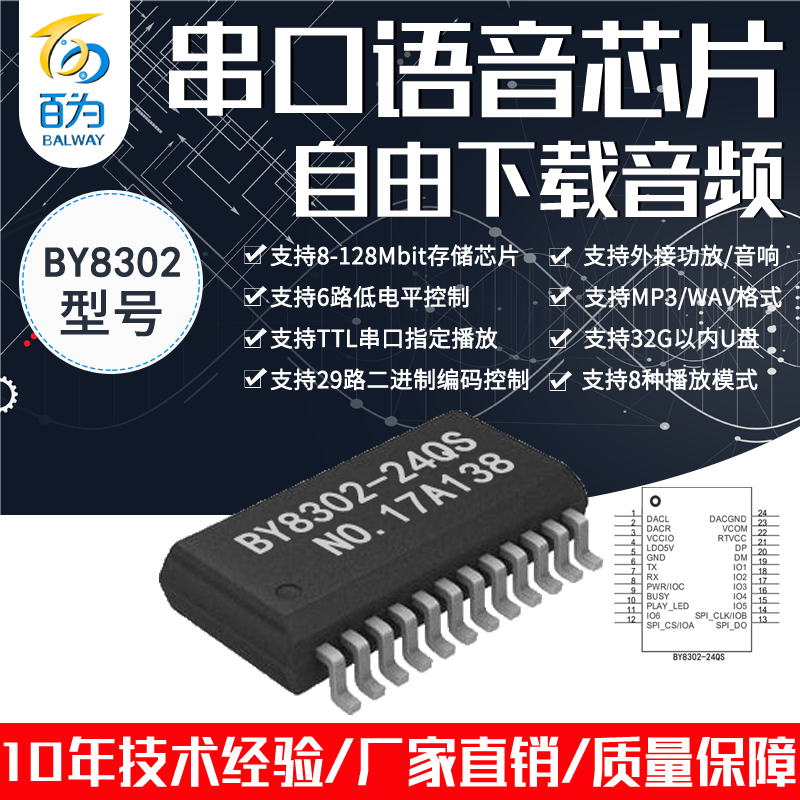 百为
BALWAY
串口语音芯片
自由下载音频
BY8302
型号
支持8-128Mbit存储芯片
支持外接功放/音响
支持6路低电平控制
支持MP3/WAV格式
支持TTL串口指定播放
支持32G以内U盘
支持29路二进制编码控制
支持8种播放模式
BY8302-24QS
NO.17A138
1 DACL DACGND 24
2 DACR VCOM 23
3 VCCIO RTVCC 22
4 LDO5V DP 21
5 GND DM 20
6 TX IO1 19
7 RX IO2 18
8 PWR/IOC IO3 17
9 BUSY IO4 16
10 PLAY_LED IO5 15
11 IO6 SPI_CLK/IOB 14
12 SPI_CS/IOA SPI_DO 13
BY8302-24QS
10年技术经验/厂家直销/质量保障